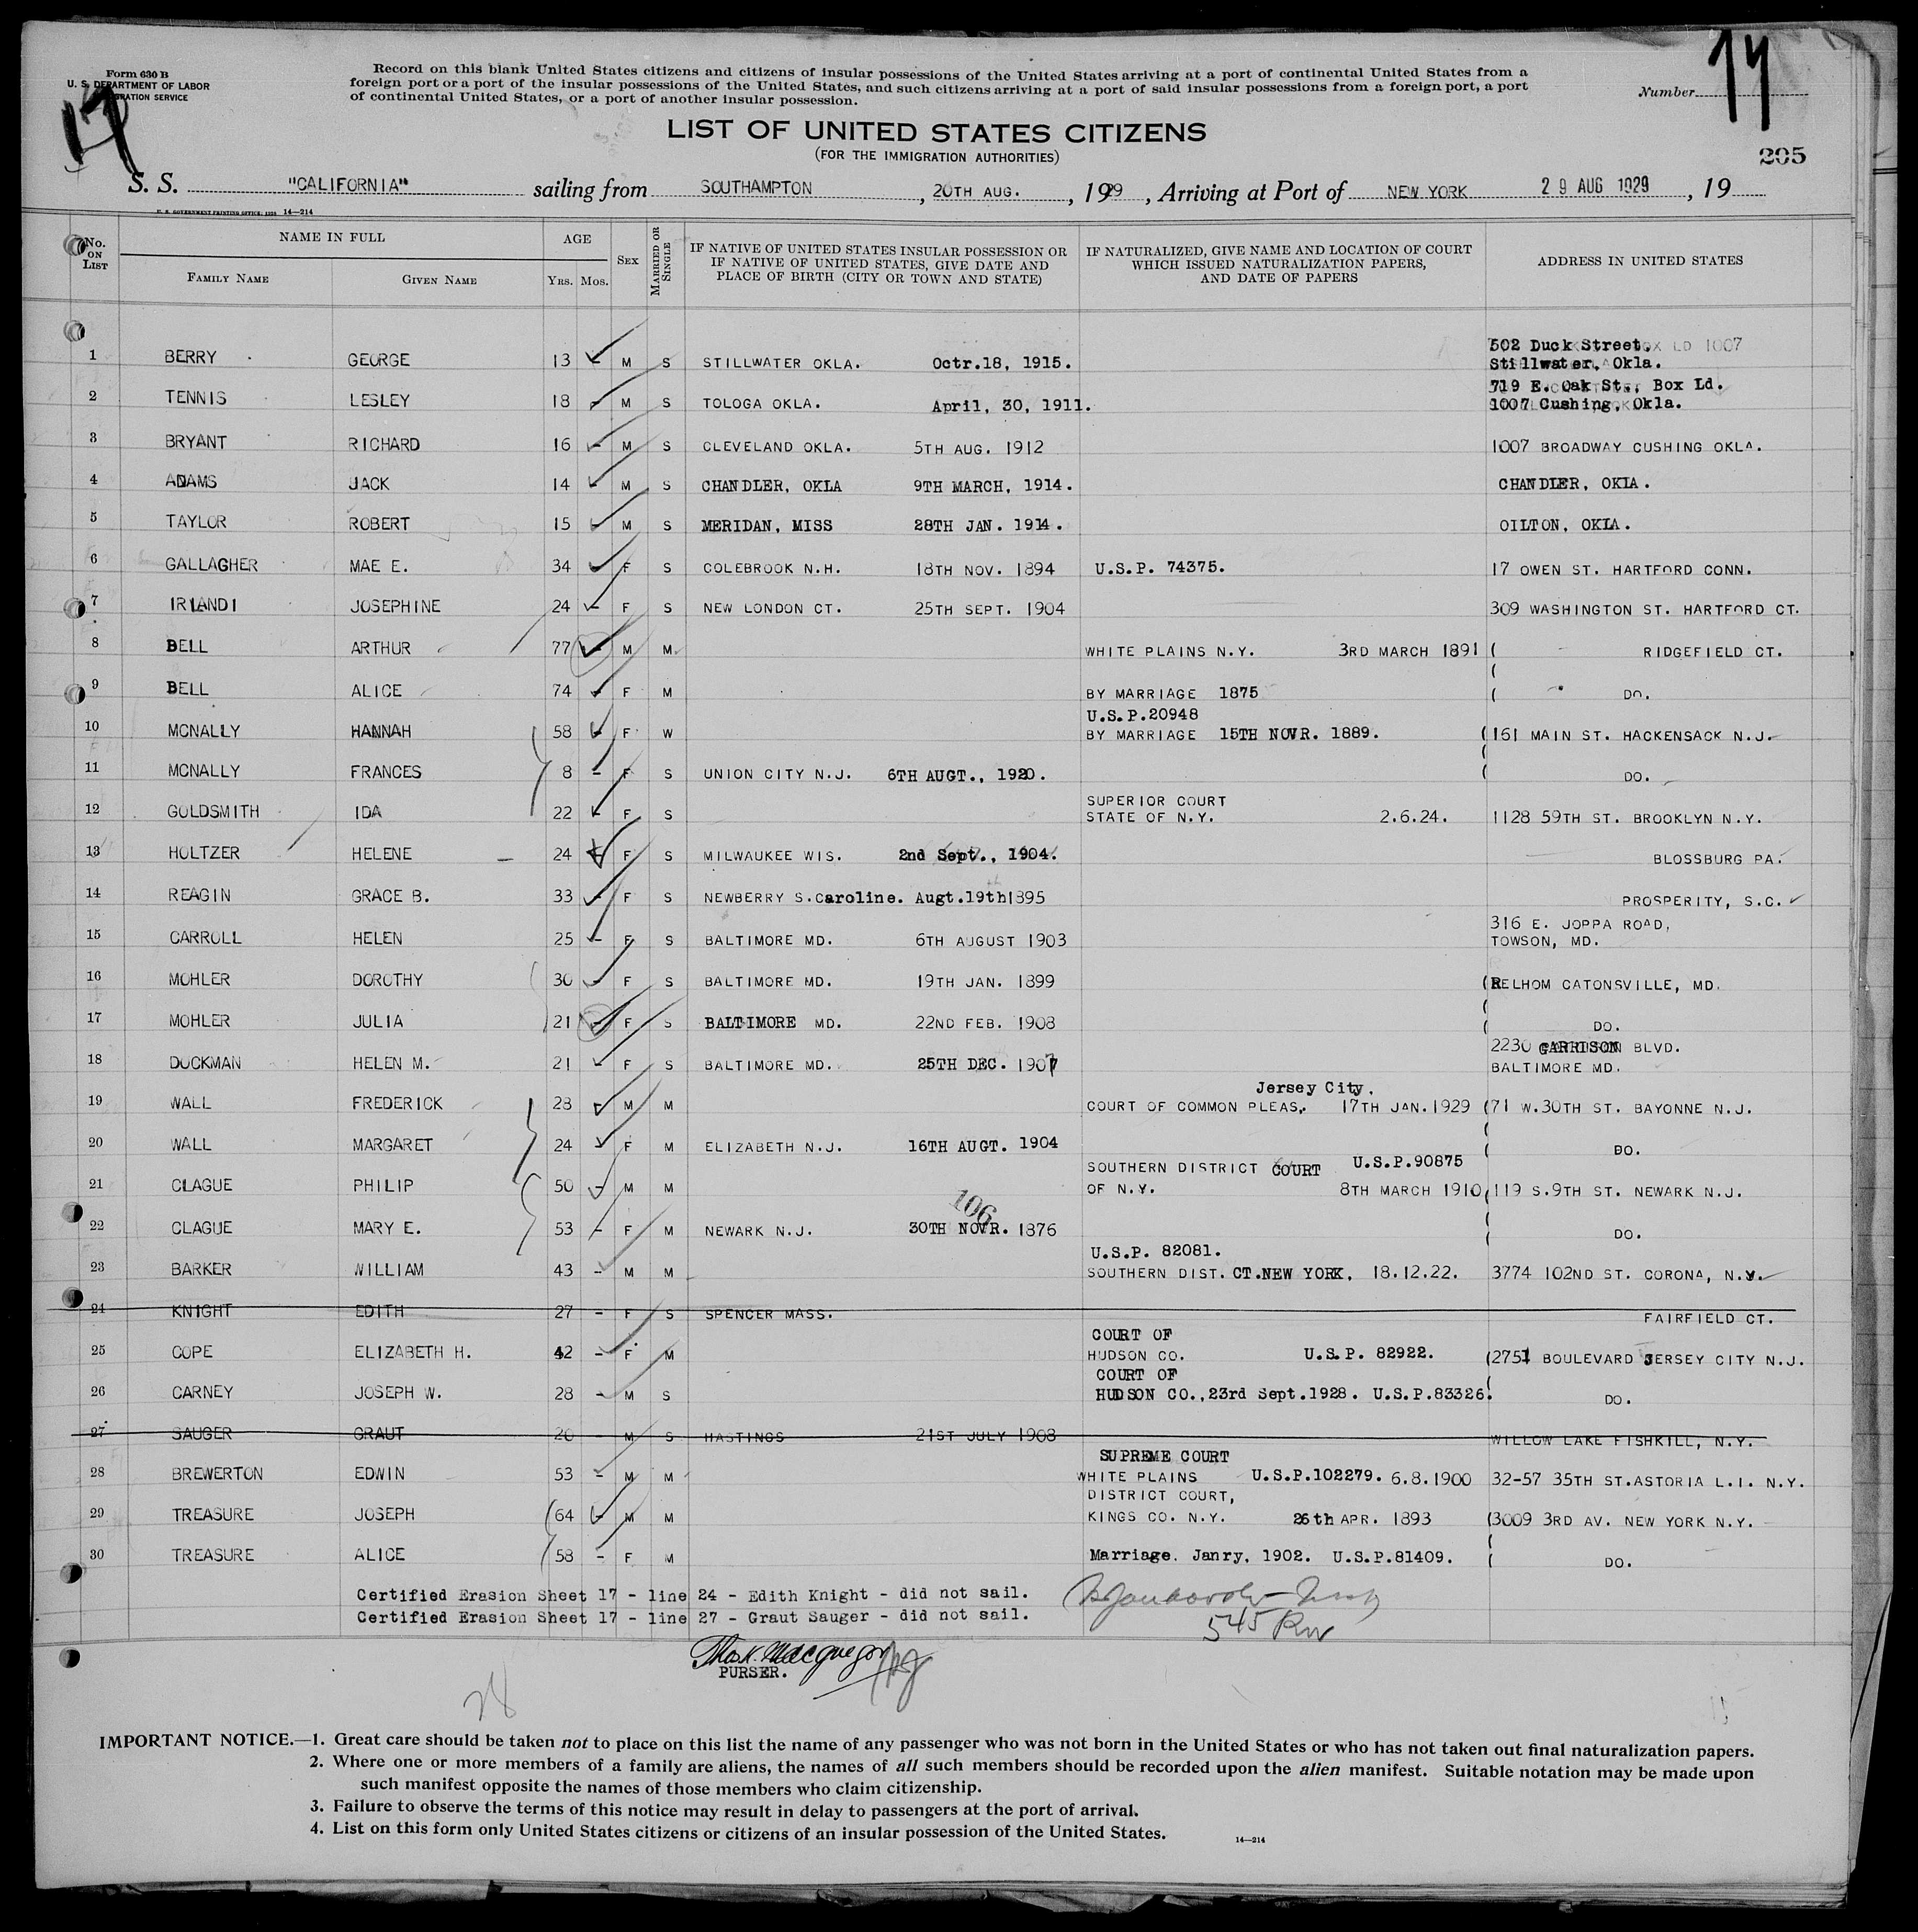 Form 630 B
U. S. DEPARTMENT OF LABOR
IMMIGRATION SERVICE
Record on this blank United States citizens and citizens of insular possessions of the United States arriving at a port of continental United States from a
foreign port or a port of the insular possessions of the United States, and such citizens arriving at a port of said insular possessions from a foreign port, a port
of continental United States, or a port of another insular possession.
Number
17
LIST OF UNITED STATES CITIZENS
(FOR THE IMMIGRATION AUTHORITIES)
205
S. S. "CALIFORNIA" sailing from SOUTHAMPTON, 20TH AUG., 1929, Arriving at Port of NEW YORK 29 AUG 1929, 19
U. S. GOVERNMENT PRINTING OFFICE: 14—214
No. ON LIST NAME IN FULL AGE SEX MARRIED OR SINGLE IF NATIVE OF UNITED STATES INSULAR POSSESSION OR IF NATIVE OF UNITED STATES, GIVE DATE AND PLACE OF BIRTH (CITY OR TOWN AND STATE) IF NATURALIZED, GIVE NAME AND LOCATION OF COURT WHICH ISSUED NATURALIZATION PAPERS, AND DATE OF PAPERS ADDRESS IN UNITED STATES
FAMILY NAME GIVEN NAME YRS. MOS.
502 Duck Street,
1 BERRY GEORGE 13 - M S STILLWATER OKLA. Octr.18, 1915. Stillwater, Okla.
719 E. Oak St., Box Ld.
2 TENNIS LESLEY 18 - M S TOLOGA OKLA. April, 30, 1911. 1007 Cushing, Okla.
3 BRYANT RICHARD 16 - M S CLEVELAND OKLA. 5TH AUG. 1912 1007 BROADWAY CUSHING OKLA.
4 ADAMS JACK 14 - M S CHANDLER, OKLA 9TH MARCH, 1914. CHANDLER, OKLA.
5 TAYLOR ROBERT 15 - M S MERIDAN, MISS 28TH JAN. 1914. OILTON, OKLA.
6 GALLAGHER MAE E. 34 - F S COLEBROOK N.H. 18TH NOV. 1894 U.S.P. 74375. 17 OWEN ST. HARTFORD CONN.
7 IRLANDI JOSEPHINE 24 - F S NEW LONDON CT. 25TH SEPT. 1904 309 WASHINGTON ST. HARTFORD CT.
8 BELL ARTHUR 77 - M M WHITE PLAINS N.Y. 3RD MARCH 1891 ( RIDGEFIELD CT.
9 BELL ALICE 74 - F M BY MARRIAGE 1875 ( DO.
U.S.P.20948
10 MCNALLY HANNAH 58 - F W BY MARRIAGE 15TH NOVR. 1889. (161 MAIN ST. HACKENSACK N.J.
11 MCNALLY FRANCES 8 - F S UNION CITY N.J. 6TH AUGT., 1920. ( DO.
SUPERIOR COURT
12 GOLDSMITH IDA 22 - F S STATE OF N.Y. 2.6.24. 1128 59TH ST. BROOKLYN N.Y.
13 HOLTZER HELENE 24 - F S MILWAUKEE WIS. 2nd Sept., 1904. BLOSSBURG PA.
14 REAGIN GRACE B. 33 - F S NEWBERRY S.Caroline. Augt.19th1895 PROSPERITY, S.C.
316 E. JOPPA ROAD,
15 CARROLL HELEN 25 - F S BALTIMORE MD. 6TH AUGUST 1903 TOWSON, MD.
16 MOHLER DOROTHY 30 - F S BALTIMORE MD. 19TH JAN. 1899 (RELHOM CATONSVILLE, MD.
17 MOHLER JULIA 21 - F S BALTIMORE MD. 22ND FEB. 1908 ( DO.
2230 GARRISON BLVD.
18 DUCKMAN HELEN M. 21 - F S BALTIMORE MD. 25TH DEC. 1907 BALTIMORE MD.
Jersey City,
19 WALL FREDERICK 28 - M M COURT OF COMMON PLEAS, 17TH JAN.1929 (71 W.30TH ST. BAYONNE N.J.
20 WALL MARGARET 24 - F M ELIZABETH N.J. 16TH AUGT. 1904 ( DO.
SOUTHERN DISTRICT COURT U.S.P.90875
21 CLAGUE PHILIP 50 - M M OF N.Y. 8TH MARCH 1910 (119 S.9TH ST. NEWARK N.J.
106
22 CLAGUE MARY E. 53 - F M NEWARK N.J. 30TH NOVR. 1876 ( DO.
U.S.P. 82081.
23 BARKER WILLIAM 43 - M M SOUTHERN DIST. CT.NEW YORK, 18.12.22. 3774 102ND ST. CORONA, N.Y.
24 KNIGHT EDITH 27 - F S SPENCER MASS. FAIRFIELD CT.
COURT OF
25 COPE ELIZABETH H. 42 - F M HUDSON CO. U.S.P. 82922. (2751 BOULEVARD JERSEY CITY N.J.
COURT OF
26 CARNEY JOSEPH W. 28 - M S HUDSON CO.,23rd Sept.1928. U.S.P.83326. DO.
27 SAUGER GRAUT 20 - M S HASTINGS 21ST JULY 1908 WILLOW LAKE FISHKILL, N.Y.
SUPREME COURT
28 BREWERTON EDWIN 53 - M M WHITE PLAINS U.S.P.102279. 6.8.1900 32-57 35TH ST.ASTORIA L.I. N.Y.
DISTRICT COURT,
29 TREASURE JOSEPH (64 - M M KINGS CO. N.Y. 26th APR. 1893 (3009 3RD AV. NEW YORK N.Y.
30 TREASURE ALICE 58 - F M Marriage. Janry, 1902. U.S.P.81409. ( DO.
Certified Erasion Sheet 17 - line 24 - Edith Knight - did not sail.
Certified Erasion Sheet 17 - line 27 - Graut Sauger - did not sail.
545
Thos. K. Macgregor
PURSER.
28
IMPORTANT NOTICE.—1. Great care should be taken not to place on this list the name of any passenger who was not born in the United States or who has not taken out final naturalization papers.
2. Where one or more members of a family are aliens, the names of all such members should be recorded upon the alien manifest. Suitable notation may be made upon
such manifest opposite the names of those members who claim citizenship.
3. Failure to observe the terms of this notice may result in delay to passengers at the port of arrival.
4. List on this form only United States citizens or citizens of an insular possession of the United States.
14—214